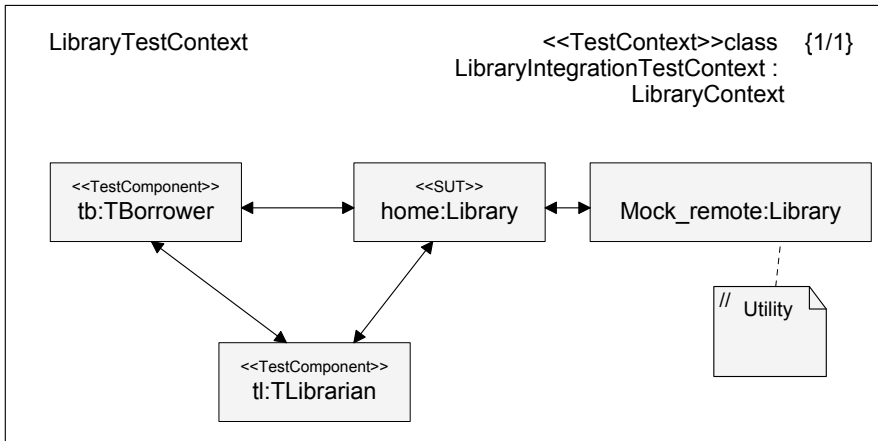 LibraryTestContext
<<TestContext>>class {1/1}
LibraryIntegrationTestContext :
LibraryContext
<<TestComponent>>
tb:TBorrower
<<SUT>>
home:Library
Mock_remote:Library
// Utility
<<TestComponent>>
tl:TLibrarian